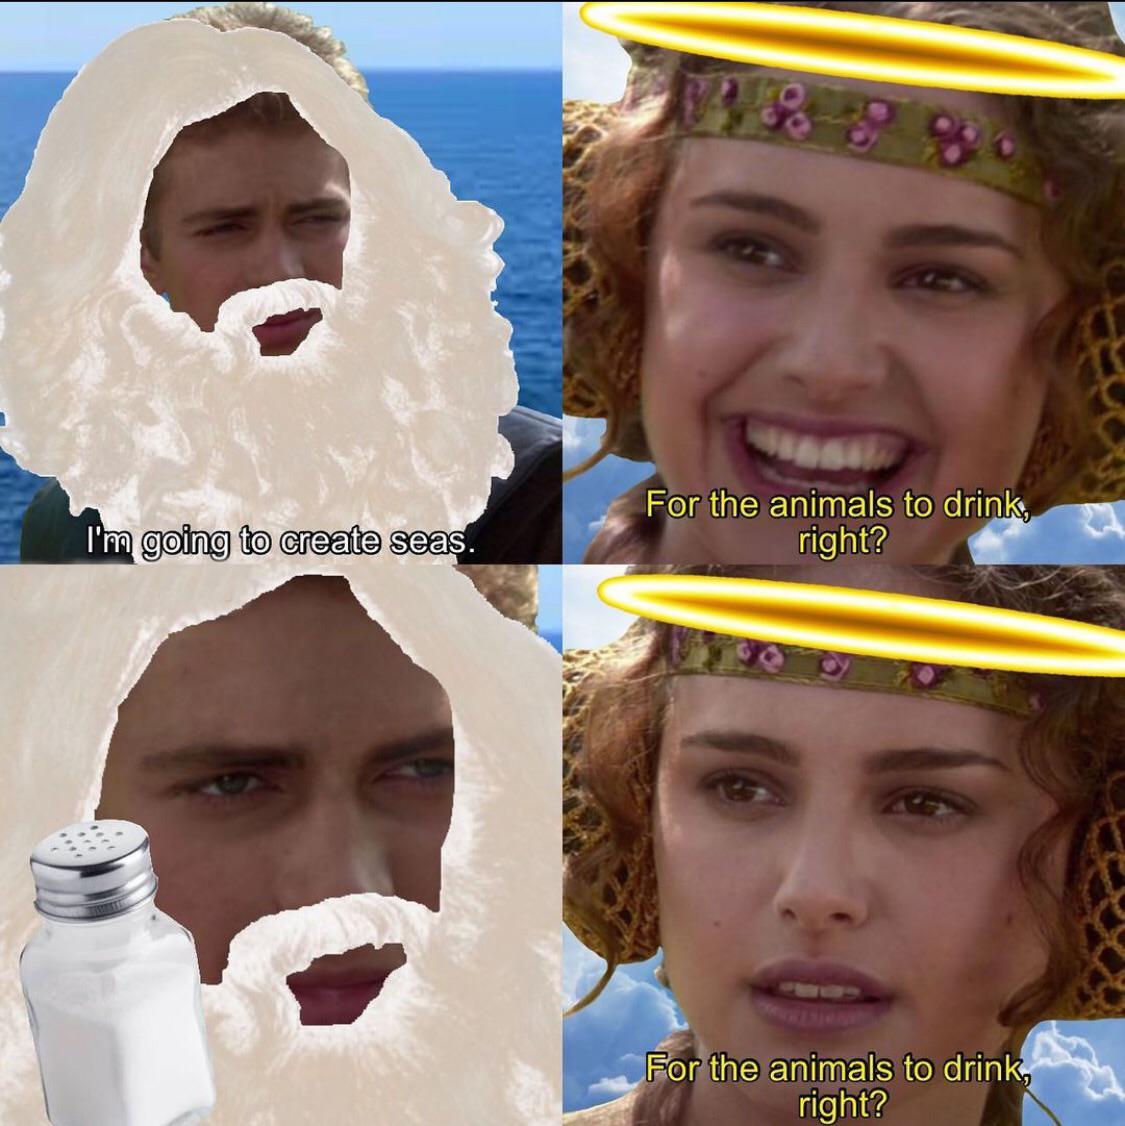 I'm going to create seas.
For the animals to drink,
right?
For the animals to drink,
right?